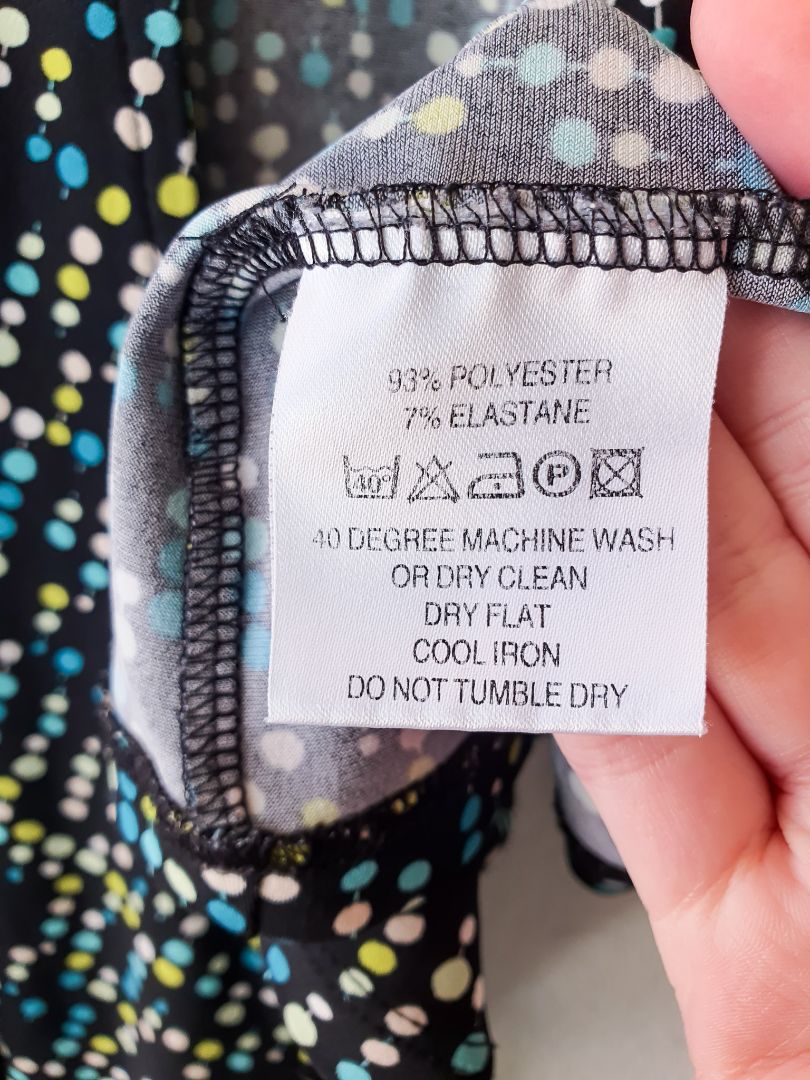 93% POLYESTER
7% ELASTANE
40° P
40 DEGREE MACHINE WASH
OR DRY CLEAN
DRY FLAT
COOL IRON
DO NOT TUMBLE DRY